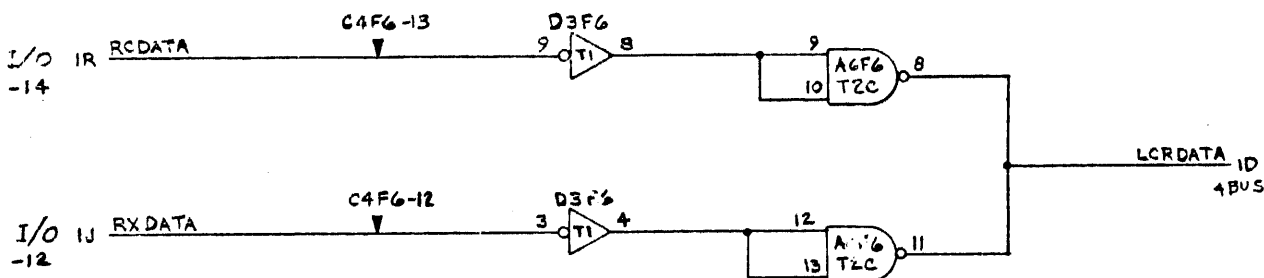 C4F6-13
D3F6
I/O 1R RCDATA 9 T1 8 9 A6F6 8
-14 10 T2C
LCRDATA 1D
4BUS
C4F6-12
D3F6
I/O 1J RXDATA 3 T1 4 12 11
-12 13 T2C